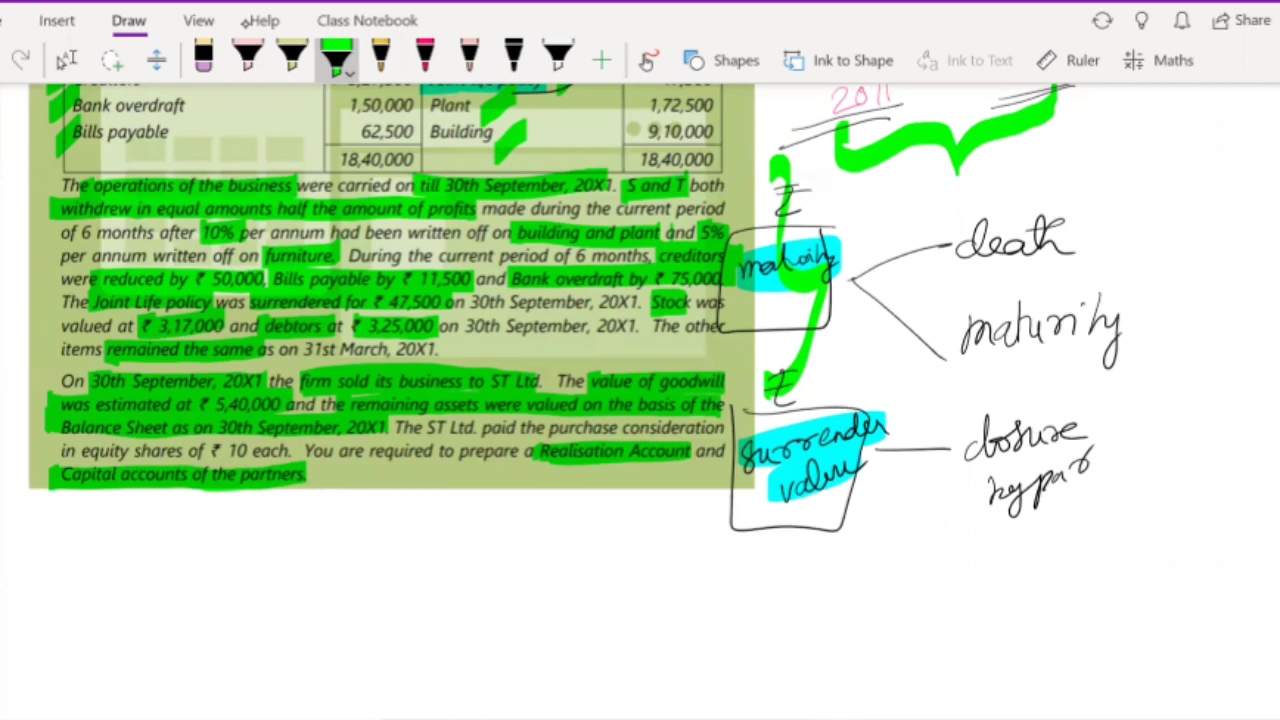 Insert Draw View Help Class Notebook Share
Shapes Ink to Shape Ink to Text Ruler Maths
2011
Bank overdraft 1,50,000 Plant 1,72,500
Bills payable 62,500 Building 9,10,000
18,40,000 18,40,000
The operations of the business were carried on till 30th September, 20X1. S and T both
withdrew in equal amounts half the amount of profits made during the current period
of 6 months after 10% per annum had been written off on building and plant and 5%
per annum written off on furniture. During the current period of 6 months, creditors
were reduced by ₹ 50,000, Bills payable by ₹ 11,500 and Bank overdraft by ₹ 75,000.
The Joint Life policy was surrendered for ₹ 47,500 on 30th September, 20X1. Stock was
valued at ₹ 3,17,000 and debtors at ₹ 3,25,000 on 30th September, 20X1. The other
items remained the same as on 31st March, 20X1.
On 30th September, 20X1 the firm sold its business to ST Ltd. The value of goodwill
was estimated at ₹ 5,40,000 and the remaining assets were valued on the basis of the
Balance Sheet as on 30th September, 20X1. The ST Ltd. paid the purchase consideration
in equity shares of ₹ 10 each. You are required to prepare a Realisation Account and
Capital accounts of the partners.
₹
maturity
death
maturity
₹
surrender
value
closure